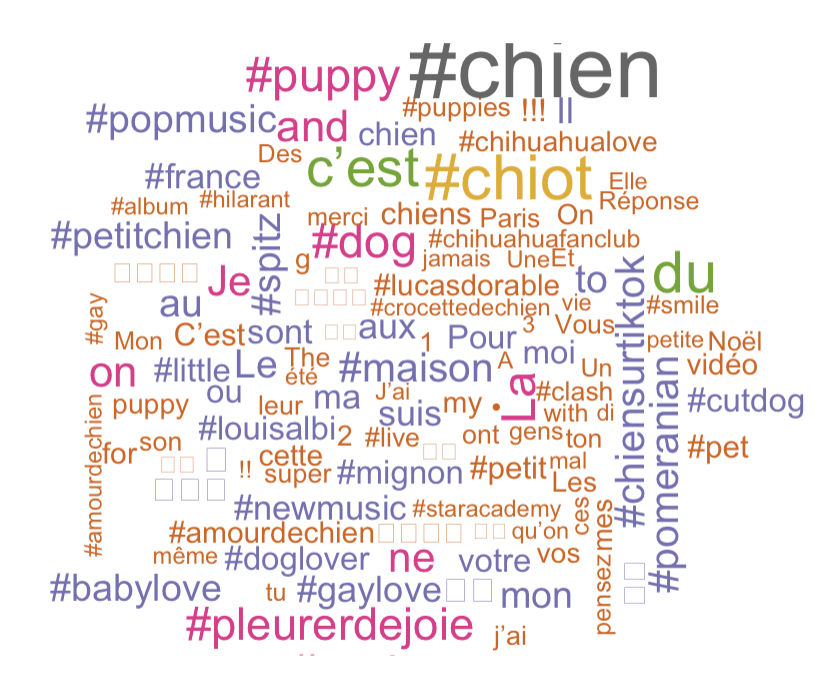 #chien
#puppy
#puppies !!! Il
#popmusic and chien #chihuahualove
Des c’est #chiot Elle
#france
#album #hilarant Réponse
merci chiens Paris On
#petitchien #spitz #dog #chihuahuafanclub
g jamais Une Et du
Je #lucasdorable to
#gay au #crocettedechien vie #smile
Mon C’est sont aux 1 Pour 3 Vous petite Noël
on #little Le The #maison A moi Un vidéo
été
#amourdechien puppy ou leur ma J’ai suis my • La #clash #chiensurtiktok #pomeranian #cutdog
with di
for son #louisalbi 2 #live ont gens ton #pet
!! cette super #mignon #petit mal Les
#newmusic #staracademy ces mes
#amourdechien qu’on
même #doglover ne votre vos
#babylove tu #gaylove mon pensez
#pleurerdejoie j’ai